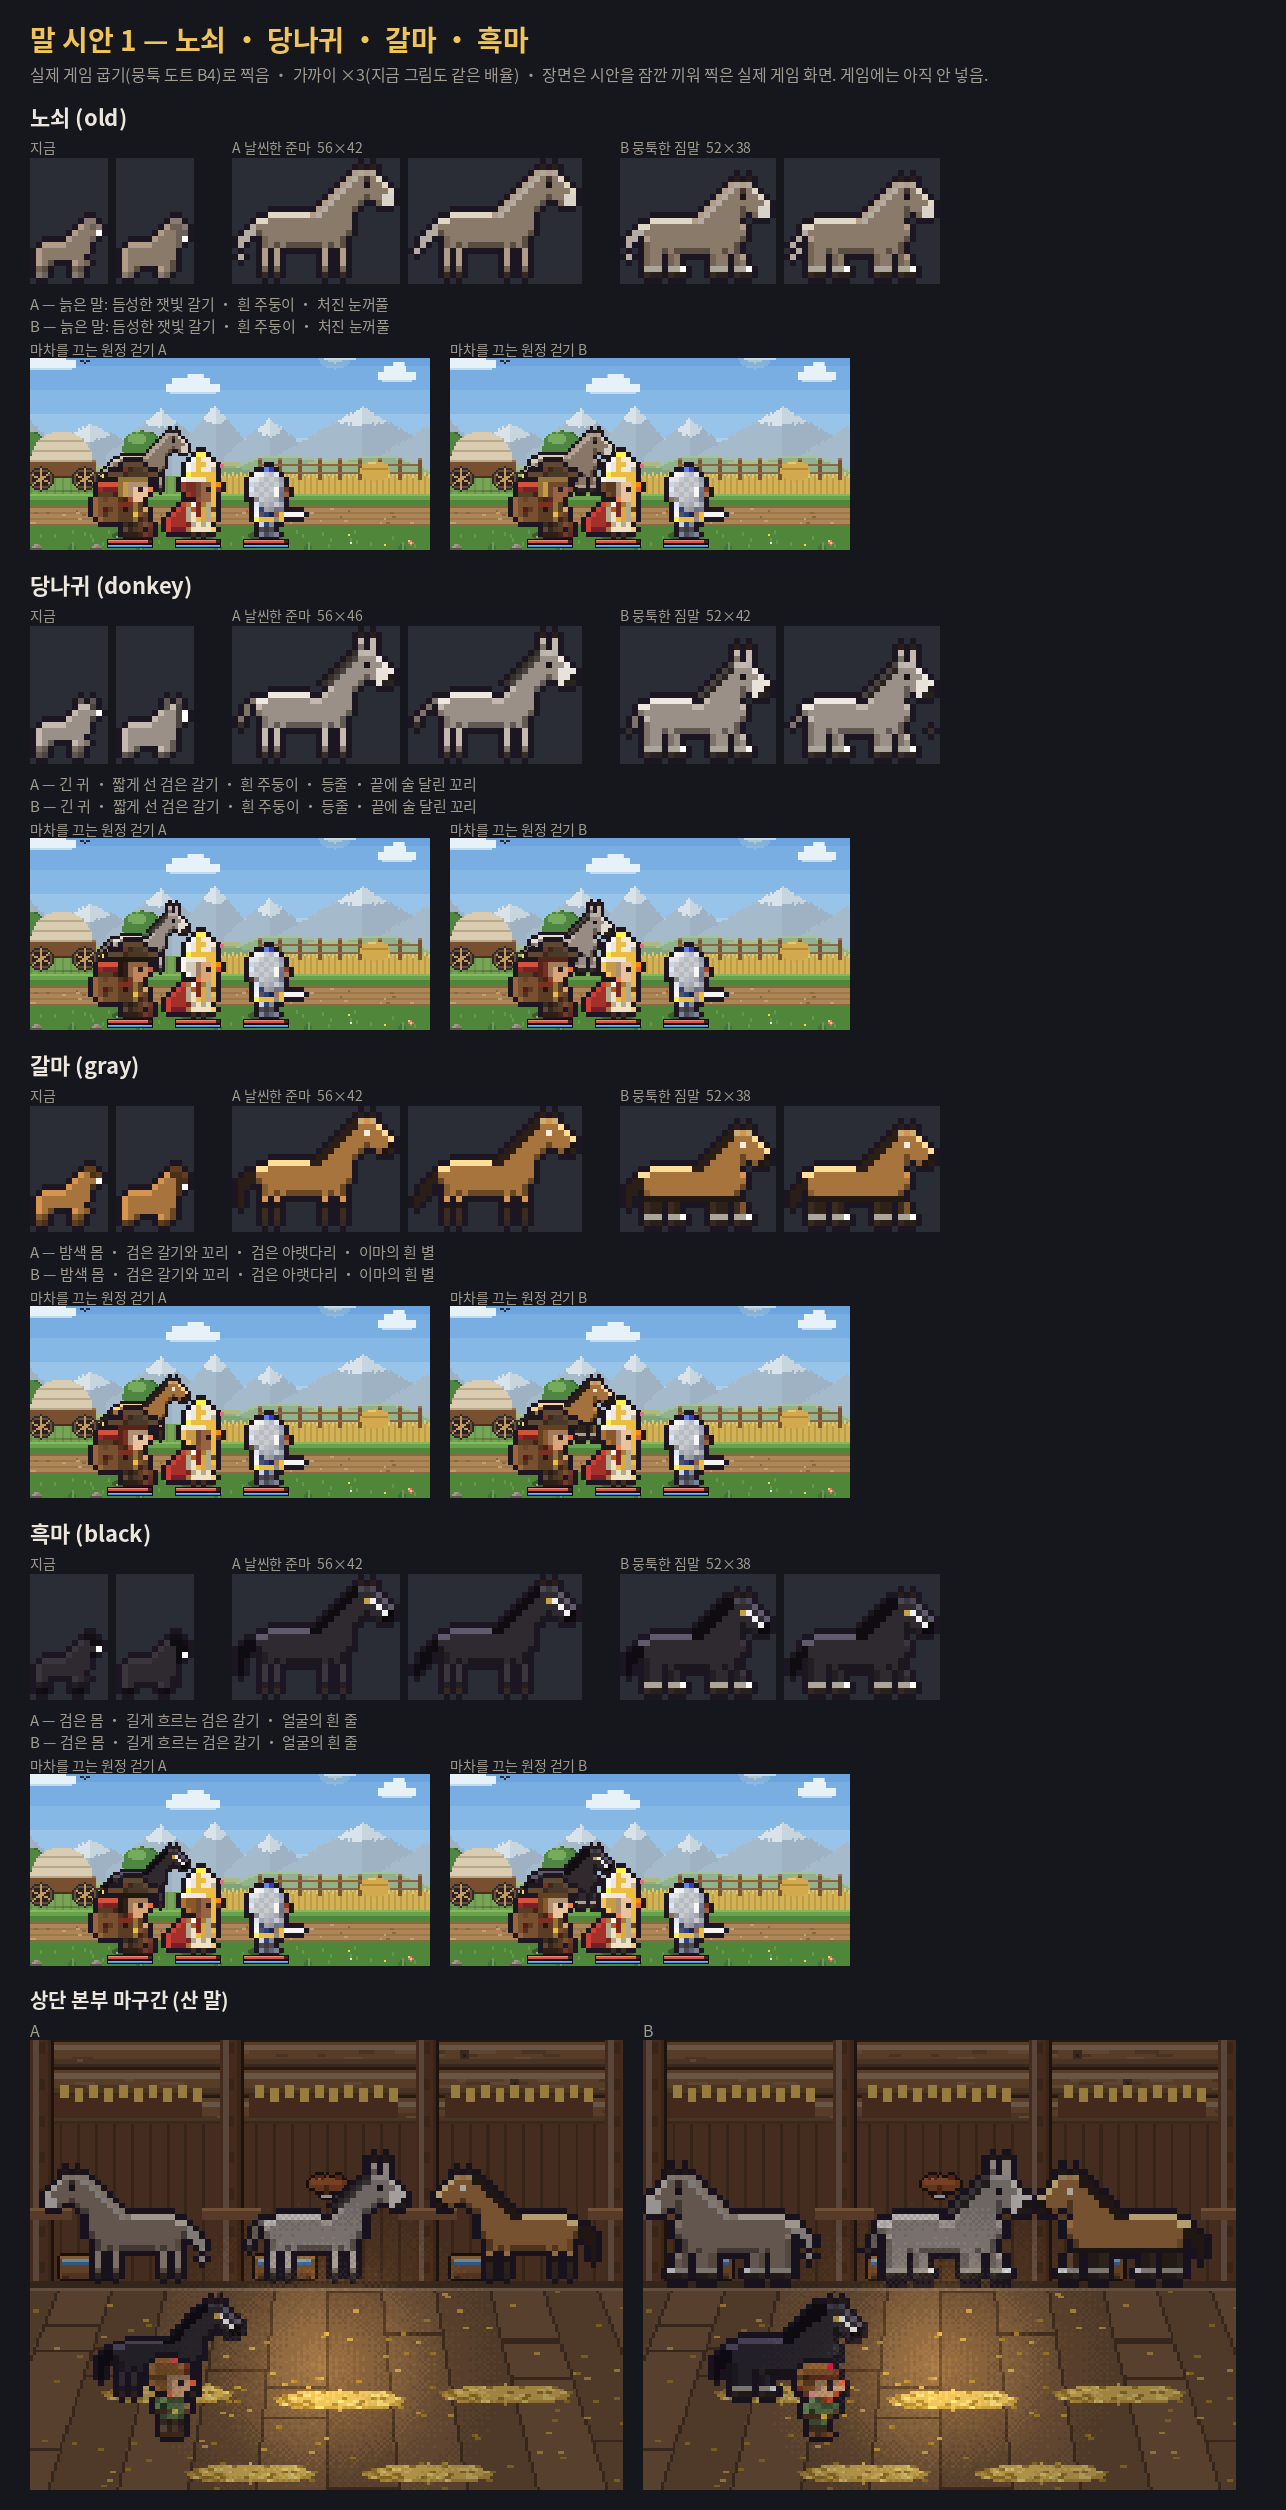 말 시안 1 — 노쇠 · 당나귀 · 갈마 · 흑마
실제 게임 굽기(뭉툭 도트 B4)로 찍음 · 가까이 ×3(지금 그림도 같은 배율) · 장면은 시안을 잠깐 끼워 찍은 실제 게임 화면. 게임에는 아직 안 넣음.
노쇠 (old)
지금 A 날씬한 준마 56×42 B 뭉툭한 짐말 52×38
A — 늙은 말: 듬성한 잿빛 갈기 · 흰 주둥이 · 처진 눈꺼풀
B — 늙은 말: 듬성한 잿빛 갈기 · 흰 주둥이 · 처진 눈꺼풀
마차를 끄는 원정 걷기 A 마차를 끄는 원정 걷기 B
당나귀 (donkey)
지금 A 날씬한 준마 56×46 B 뭉툭한 짐말 52×42
A — 긴 귀 · 짧게 선 검은 갈기 · 흰 주둥이 · 등줄 · 끝에 술 달린 꼬리
B — 긴 귀 · 짧게 선 검은 갈기 · 흰 주둥이 · 등줄 · 끝에 술 달린 꼬리
마차를 끄는 원정 걷기 A 마차를 끄는 원정 걷기 B
갈마 (gray)
지금 A 날씬한 준마 56×42 B 뭉툭한 짐말 52×38
A — 밤색 몸 · 검은 갈기와 꼬리 · 검은 아랫다리 · 이마의 흰 별
B — 밤색 몸 · 검은 갈기와 꼬리 · 검은 아랫다리 · 이마의 흰 별
마차를 끄는 원정 걷기 A 마차를 끄는 원정 걷기 B
흑마 (black)
지금 A 날씬한 준마 56×42 B 뭉툭한 짐말 52×38
A — 검은 몸 · 길게 흐르는 검은 갈기 · 얼굴의 흰 줄
B — 검은 몸 · 길게 흐르는 검은 갈기 · 얼굴의 흰 줄
마차를 끄는 원정 걷기 A 마차를 끄는 원정 걷기 B
상단 본부 마구간 (산 말)
A B